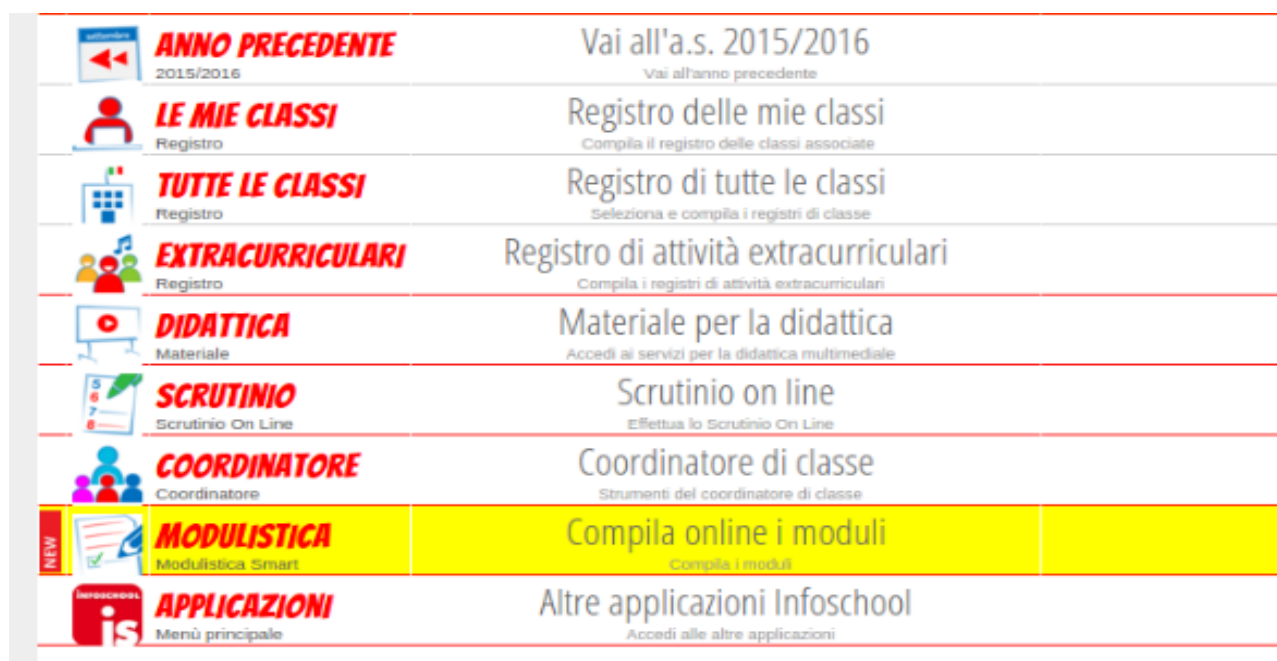 settembre
ANNO PRECEDENTE
2015/2016
Vai all'a.s. 2015/2016
Vai all'anno precedente
LE MIE CLASSI
Registro
Registro delle mie classi
Compila il registro delle classi associate
TUTTE LE CLASSI
Registro
Registro di tutte le classi
Seleziona e compila i registri di classe
EXTRACURRICULARI
Registro
Registro di attività extracurriculari
Compila i registri di attività extracurriculari
DIDATTICA
Materiale
Materiale per la didattica
Accedi ai servizi per la didattica multimediale
5
6
7
8
SCRUTINIO
Scrutinio On Line
Scrutinio on line
Effettua lo Scrutinio On Line
COORDINATORE
Coordinatore
Coordinatore di classe
Strumenti del coordinatore di classe
NEW
MODULISTICA
Modulistica Smart
Compila online i moduli
Compila i moduli
INFOSCHOOL
is
APPLICAZIONI
Menù principale
Altre applicazioni Infoschool
Accedi alle altre applicazioni